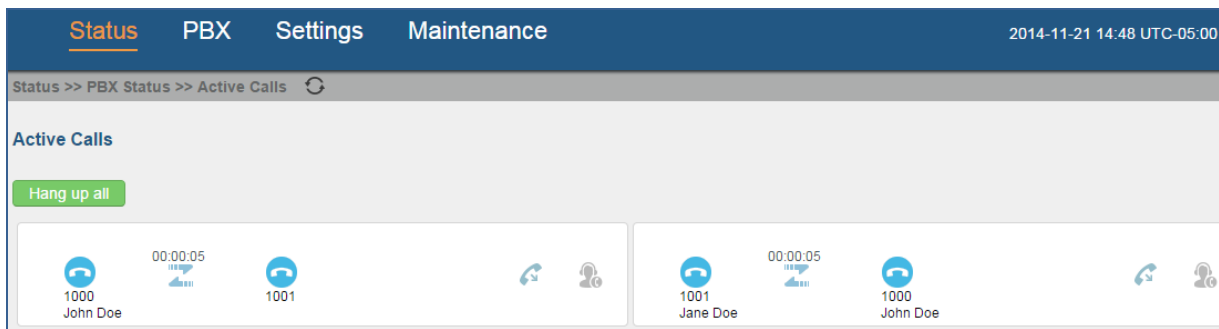 Status PBX Settings Maintenance 2014-11-21 14:48 UTC-05:00
Status >> PBX Status >> Active Calls
Active Calls
Hang up all
00:00:05 00:00:05
1000 1001 1001 1000
John Doe Jane Doe John Doe